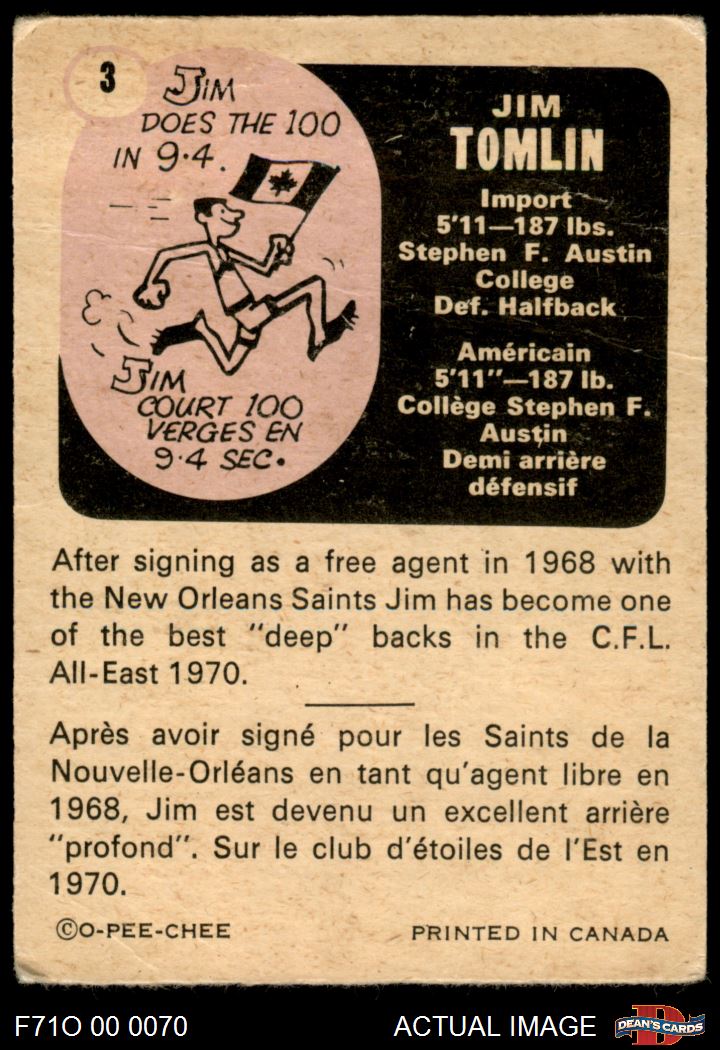 3
JIM
DOES THE 100
IN 9.4.
JIM
COURT 100
VERGES EN
9.4 SEC.
JIM
TOMLIN
Import
5'11—187 lbs.
Stephen F. Austin
College
Def. Halfback
Américain
5'11"—187 lb.
Collège Stephen F.
Austin
Demi arrière
défensif
After signing as a free agent in 1968 with
the New Orleans Saints Jim has become one
of the best "deep" backs in the C.F.L.
All-East 1970.
Après avoir signé pour les Saints de la
Nouvelle-Orléans en tant qu'agent libre en
1968, Jim est devenu un excellent arrière
"profond". Sur le club d'étoiles de l'Est en
1970.
©O-PEE-CHEE
PRINTED IN CANADA
F71O 00 0070
ACTUAL IMAGE
D
DEAN'S CARDS